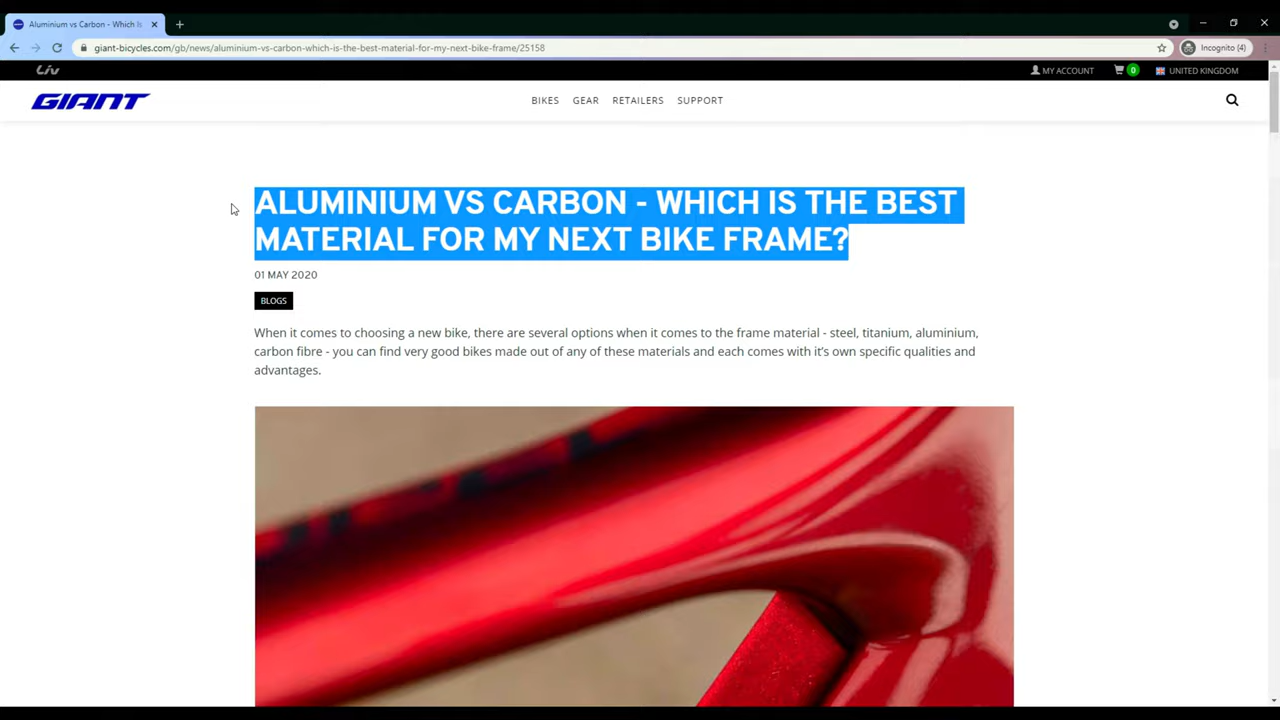 Aluminium vs Carbon - Which Is
giant-bicycles.com/gb/news/aluminium-vs-carbon-which-is-the-best-material-for-my-next-bike-frame/25158
Incognito (4)
Liv
MY ACCOUNT
0
UNITED KINGDOM
GIANT
BIKES
GEAR
RETAILERS
SUPPORT
ALUMINIUM VS CARBON - WHICH IS THE BEST
MATERIAL FOR MY NEXT BIKE FRAME?
01 MAY 2020
BLOGS
When it comes to choosing a new bike, there are several options when it comes to the frame material - steel, titanium, aluminium,
carbon fibre - you can find very good bikes made out of any of these materials and each comes with it's own specific qualities and
advantages.